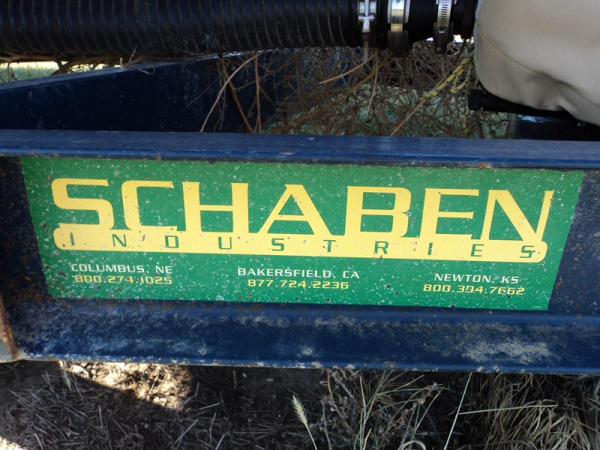 SCHABEN
INDUSTRIES
COLUMBUS, NE BAKERSFIELD, CA NEWTON, KS
800.274.1025 877.724.2236 800.394.7662